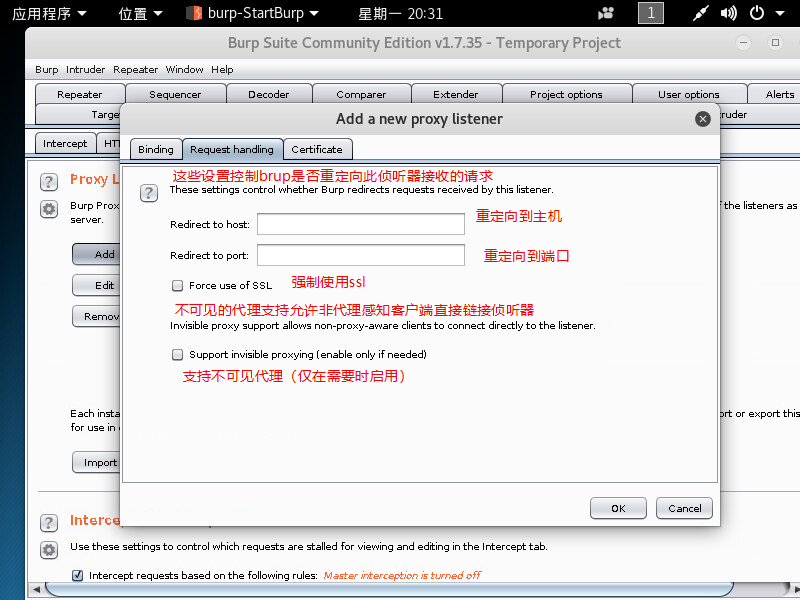 应用程序 位置 burp-StartBurp 星期一 20:31 1
Burp Suite Community Edition v1.7.35 - Temporary Project
Burp Intruder Repeater Window Help
Repeater Sequencer Decoder Comparer Extender Project options User options Alerts
Targe ruder
Add a new proxy listener
Intercept HT
Binding Request handling Certificate
Proxy L
这些设置控制brup是否重定向此侦听器接收的请求
? ? These settings control whether Burp redirects requests received by this listener.
Burp Prox f the listeners as
server.
Redirect to host: 重定向到主机
Add
Redirect to port: 重定向到端口
Edit
Force use of SSL 强制使用ssl
Remov
不可见的代理支持允许非代理感知客户端直接链接侦听器
Invisible proxy support allows non-proxy-aware clients to connect directly to the listener.
Support invisible proxying (enable only if needed)
支持不可见代理（仅在需要时启用）
Each insta ort or export this
for use in
Import
OK Cancel
? Interce
Use these settings to control which requests are stalled for viewing and editing in the Intercept tab.
Intercept requests based on the following rules: Master interception is turned off